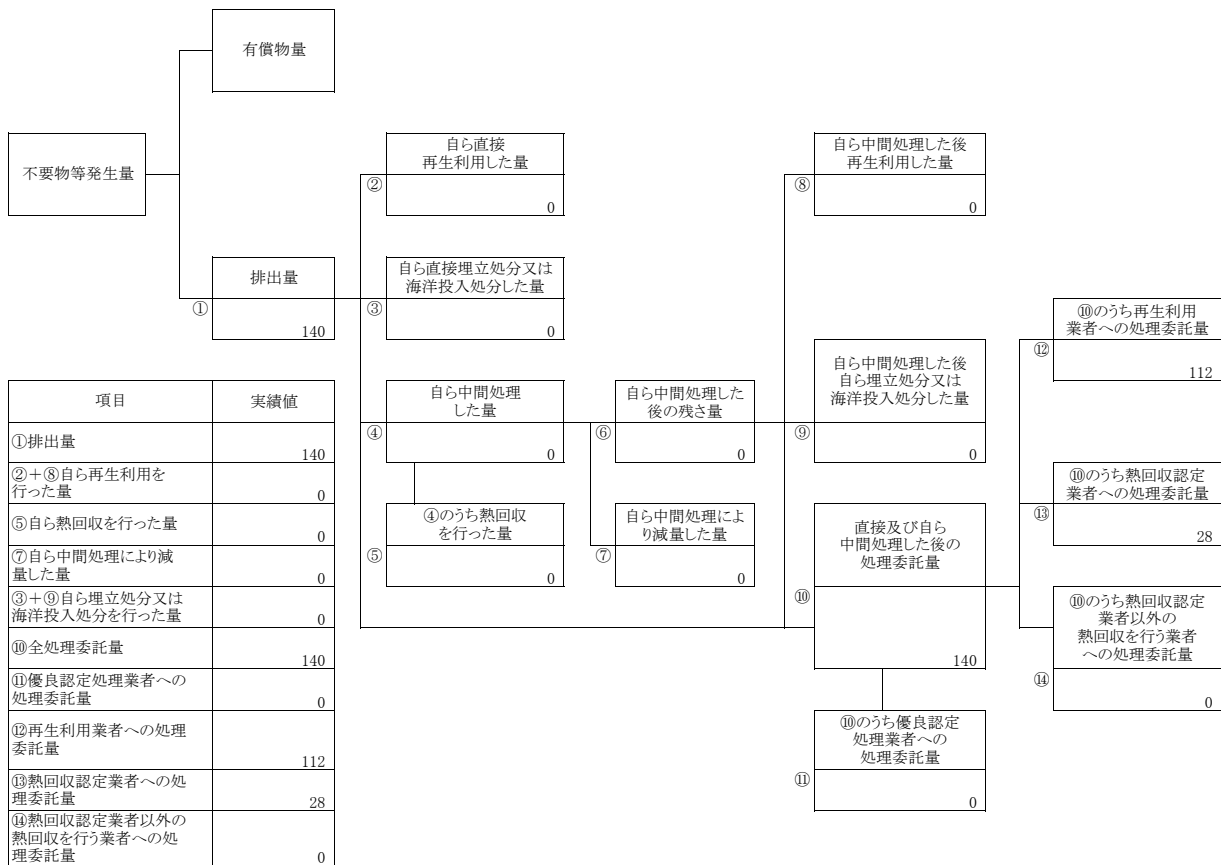 有償物量
不要物等発生量
排出量
①
140
自ら直接
再生利用した量
②
0
自ら直接埋立処分又は
海洋投入処分した量
③
0
自ら中間処理
した量
④
0
④のうち熱回収
を行った量
⑤
0
自ら中間処理した
後の残さ量
⑥
0
自ら中間処理によ
り減量した量
⑦
0
自ら中間処理した後
再生利用した量
⑧
0
自ら中間処理した後
自ら埋立処分又は
海洋投入処分した量
⑨
0
直接及び自ら
中間処理した後の
処理委託量
⑩
140
⑩のうち優良認定
処理業者への
処理委託量
⑪
0
⑩のうち再生利用
業者への処理委託量
⑫
112
⑩のうち熱回収認定
業者への処理委託量
⑬
28
⑩のうち熱回収認定
業者以外の
熱回収を行う業者
への処理委託量
⑭
0
項目 実績値
①排出量 140
②+⑧自ら再生利用を
行った量 0
⑤自ら熱回収を行った量 0
⑦自ら中間処理により減
量した量 0
③+⑨自ら埋立処分又は
海洋投入処分を行った量 0
⑩全処理委託量 140
⑪優良認定処理業者への
処理委託量 0
⑫再生利用業者への処理
委託量 112
⑬熱回収認定業者への処
理委託量 28
⑭熱回収認定業者以外の
熱回収を行う業者への処
理委託量 0